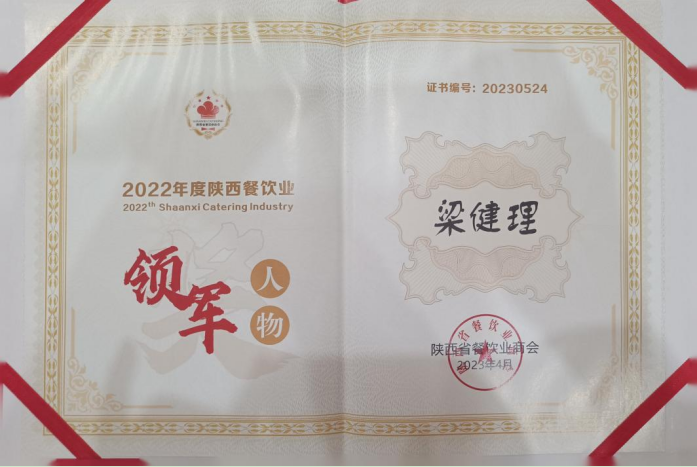 2022年度陕西餐饮业
2022th Shaanxi Catering Industry
领军
人物
证书编号：20230524
梁健理
陕西省餐饮业商会
2023年4月